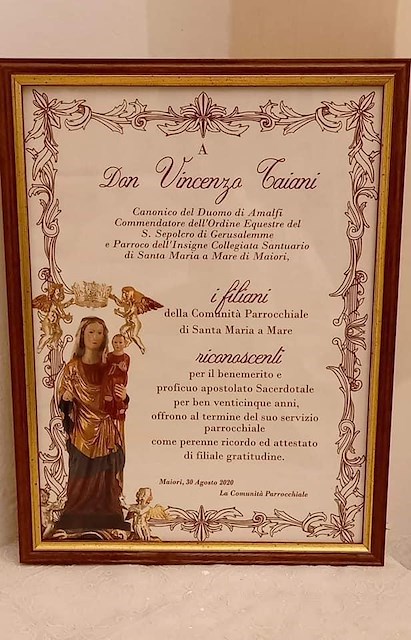 A
Don Vincenzo Taiani
Canonico del Duomo di Amalfi
Commendatore dell'Ordine Equestre del
S. Sepolcro di Gerusalemme
e Parroco dell'Insigne Collegiata Santuario
di Santa Maria a Mare di Maiori,
i filiani
della Comunità Parrocchiale
di Santa Maria a Mare
riconoscenti
per il benemerito e
proficuo apostolato Sacerdotale
per ben venticinque anni,
offrono al termine del suo servizio
parrocchiale
come perenne ricordo ed attestato
di filiale gratitudine.
Maiori, 30 Agosto 2020
La Comunità Parrocchiale